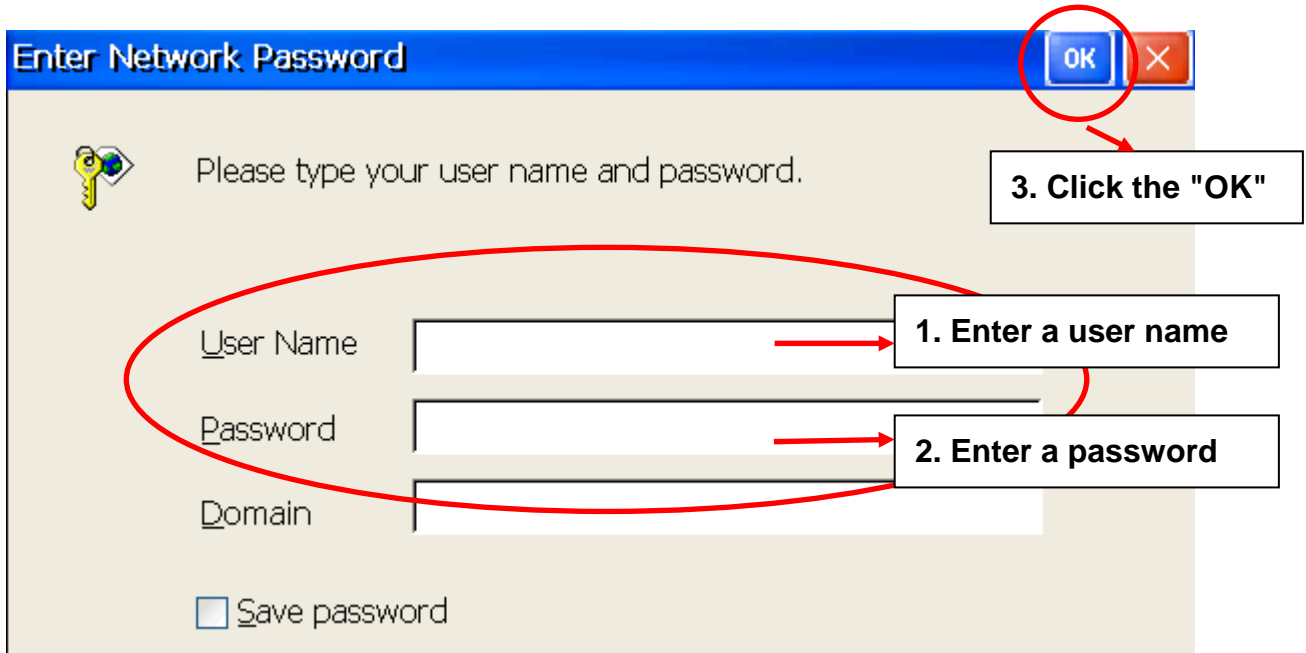 Enter Network Password
OK
Please type your user name and password.
3. Click the "OK"
User Name
1. Enter a user name
Password
2. Enter a password
Domain
Save password